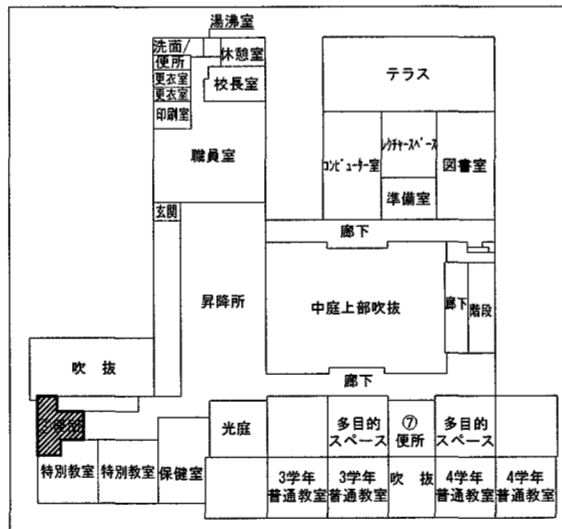 湯沸室
洗面/
便所
休憩室
更衣室
更衣室
校長室
印刷室
職員室
テラス
コンピューター室
レクチャースペース
準備室
図書室
玄関
廊下
昇降所
中庭上部吹抜
廊下
階段
吹 抜
廊下
光庭
多目的
スペース
⑦
便所
多目的
スペース
特別教室
特別教室
保健室
3学年
普通教室
3学年
普通教室
吹 抜
4学年
普通教室
4学年
普通教室